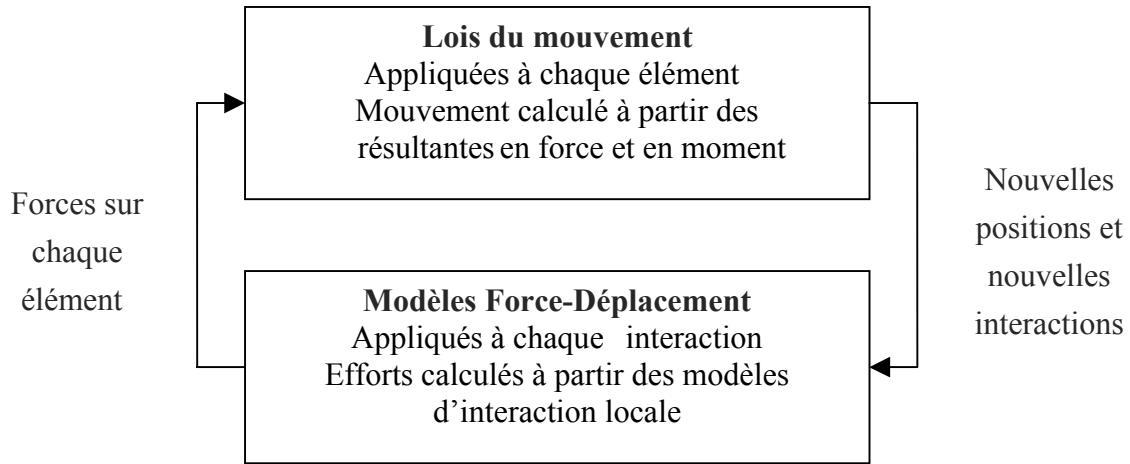 Lois du mouvement
Appliquées à chaque élément
Mouvement calculé à partir des
résultantes en force et en moment
Forces sur
chaque
élément
Nouvelles
positions et
nouvelles
interactions
Modèles Force-Déplacement
Appliqués à chaque interaction
Efforts calculés à partir des modèles
d’interaction locale